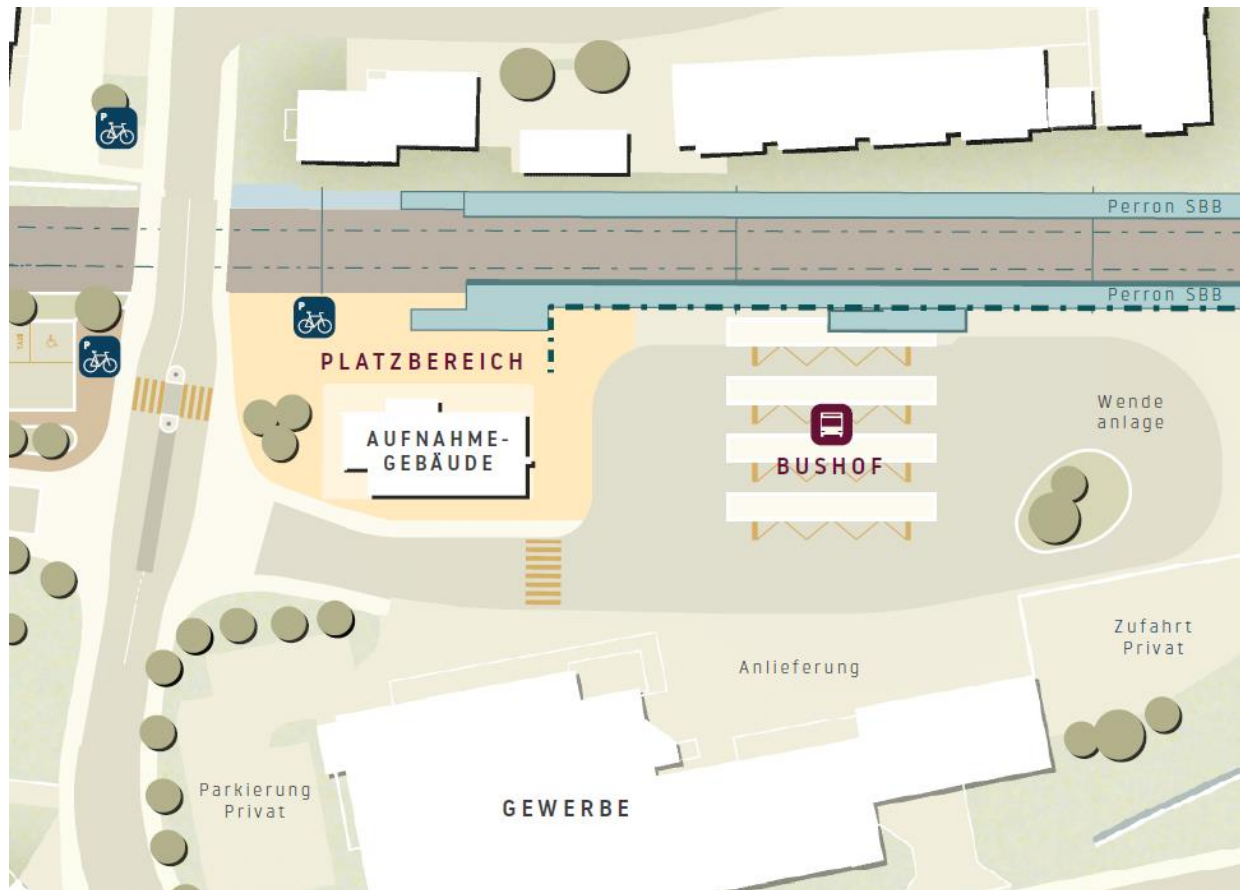 P
Perron SBB
Perron SBB
P
P
PLATZBEREICH
Wende
anlage
AUFNAHME-
GEBÄUDE
BUSHOF
Zufahrt
Privat
Anlieferung
Parkierung
Privat
GEWERBE